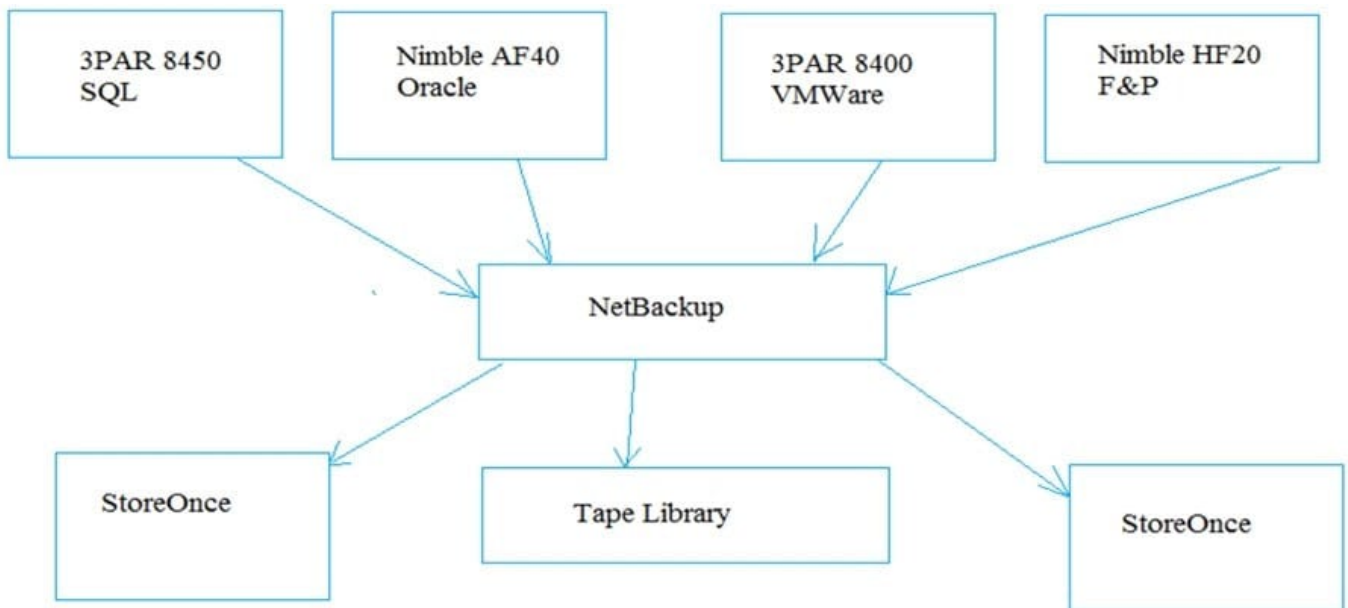 3PAR 8450
SQL
Nimble AF40
Oracle
3PAR 8400
VMWare
Nimble HF20
F&P
NetBackup
StoreOnce
Tape Library
StoreOnce